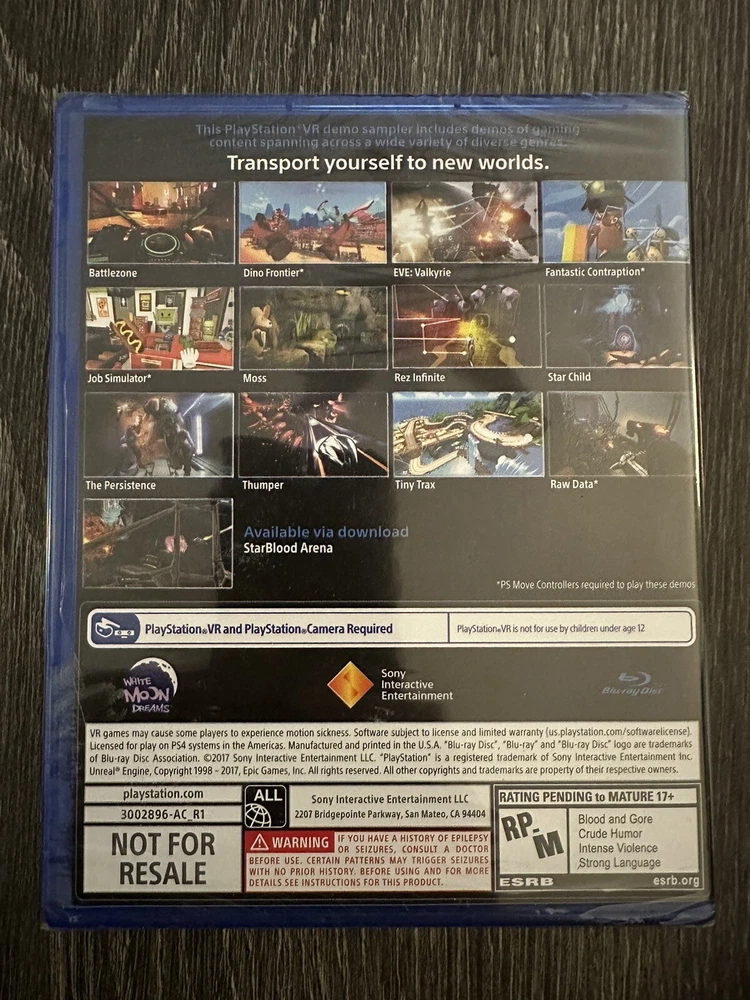 This PlayStation®VR demo sampler includes demos of gaming
content spanning across a wide variety of diverse genres.
Transport yourself to new worlds.
Battlezone
Dino Frontier*
EVE: Valkyrie
Fantastic Contraption*
Job Simulator*
Moss
Rez Infinite
Star Child
The Persistence
Thumper
Tiny Trax
Raw Data*
Available via download
StarBlood Arena
*PS Move Controllers required to play these demos
PlayStation®VR and PlayStation®Camera Required
PlayStation®VR is not for use by children under age 12
WHITE
MOON
DREAMS
Sony
Interactive
Entertainment
Blu-ray Disc
VR games may cause some players to experience motion sickness. Software subject to license and limited warranty (us.playstation.com/softwarelicense).
Licensed for play on PS4 systems in the Americas. Manufactured and printed in the U.S.A. "Blu-ray Disc", "Blu-ray" and "Blu-ray Disc" logo are trademarks
of Blu-ray Disc Association. ©2017 Sony Interactive Entertainment LLC. "PlayStation" is a registered trademark of Sony Interactive Entertainment Inc.
Unreal® Engine, Copyright 1998 – 2017, Epic Games, Inc. All rights reserved. All other copyrights and trademarks are property of their respective owners.
playstation.com
3002896-AC_R1
NOT FOR
RESALE
ALL
Sony Interactive Entertainment LLC
2207 Bridgepointe Parkway, San Mateo, CA 94404
WARNING IF YOU HAVE A HISTORY OF EPILEPSY
OR SEIZURES, CONSULT A DOCTOR
BEFORE USE. CERTAIN PATTERNS MAY TRIGGER SEIZURES
WITH NO PRIOR HISTORY. BEFORE USING AND FOR MORE
DETAILS SEE INSTRUCTIONS FOR THIS PRODUCT.
RATING PENDING to MATURE 17+
RP-M
Blood and Gore
Crude Humor
Intense Violence
Strong Language
ESRB
esrb.org